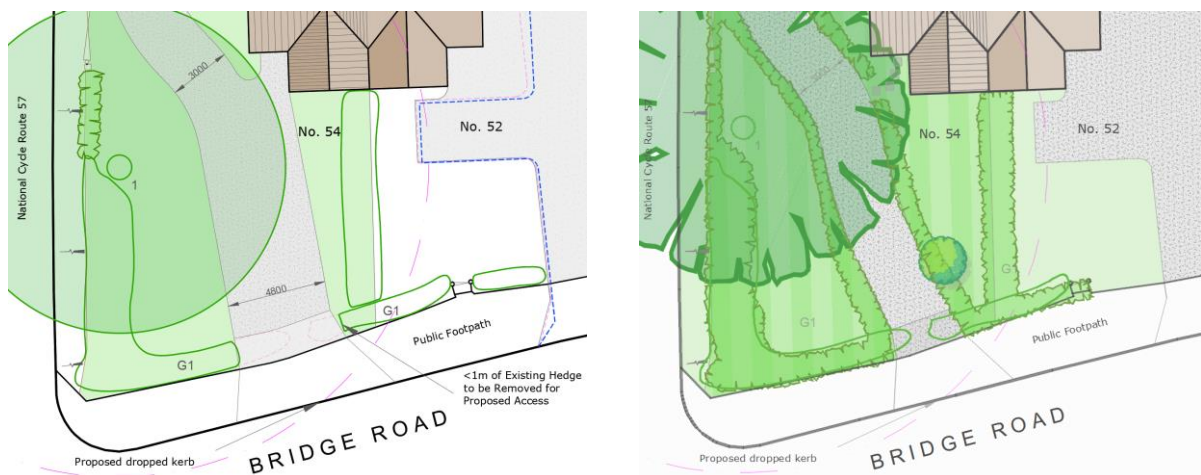 National Cycle Route 57
3000
No. 54
No. 52
1
4800
G1
G1
Public Footpath
<1m of Existing Hedge
to be Removed for
Proposed Access
Proposed dropped kerb
BRIDGE ROAD
National Cycle Route 5
No. 54
No. 52
1
G1
G1
Public Footpath
Proposed dropped kerb
BRIDGE ROAD